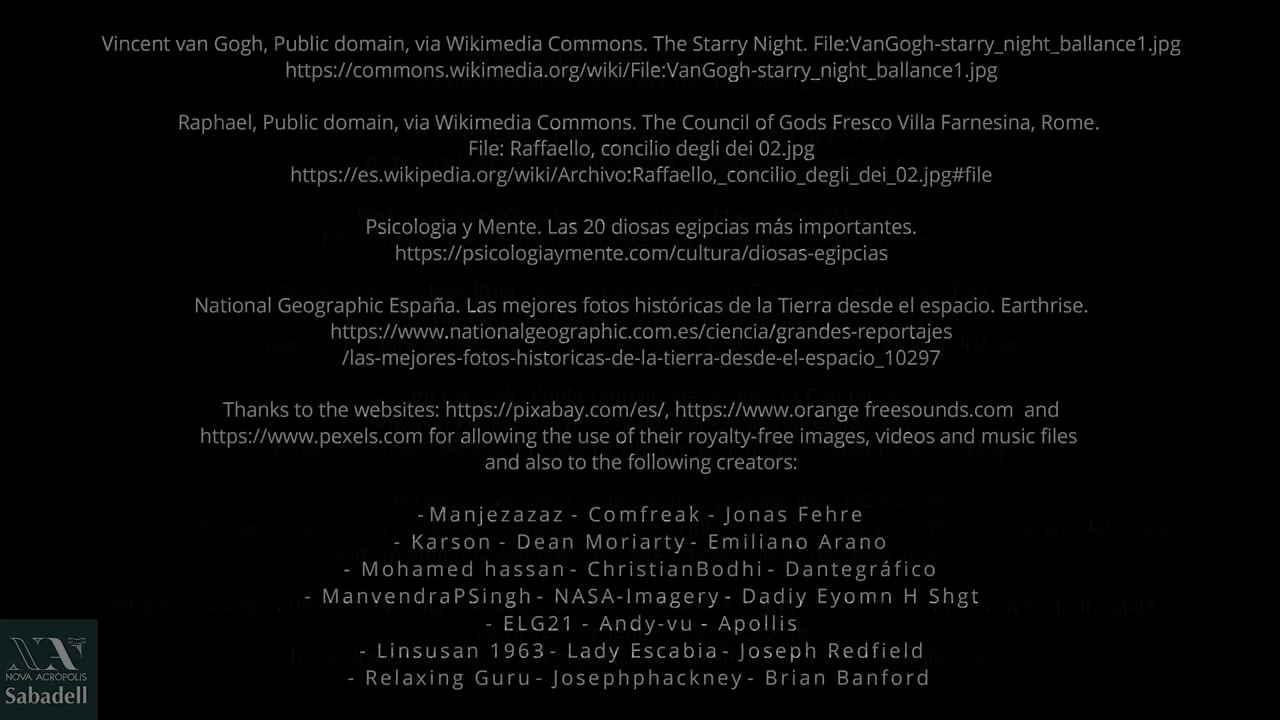 Vincent van Gogh, Public domain, via Wikimedia Commons. The Starry Night. File:VanGogh-starry_night_ballance1.jpg
https://commons.wikimedia.org/wiki/File:VanGogh-starry_night_ballance1.jpg
Raphael, Public domain, via Wikimedia Commons. The Council of Gods Fresco Villa Farnesina, Rome.
File: Raffaello, concilio degli dei 02.jpg
https://es.wikipedia.org/wiki/Archivo:Raffaello,_concilio_degli_dei_02.jpg#file
Psicologia y Mente. Las 20 diosas egipcias más importantes.
https://psicologiaymente.com/cultura/diosas-egipcias
National Geographic España. Las mejores fotos históricas de la Tierra desde el espacio. Earthrise.
https://www.nationalgeographic.com.es/ciencia/grandes-reportajes
/las-mejores-fotos-historicas-de-la-tierra-desde-el-espacio_10297
Thanks to the websites: https://pixabay.com/es/, https://www.orange freesounds.com and
https://www.pexels.com for allowing the use of their royalty-free images, videos and music files
and also to the following creators:
- Manjezazaz - Comfreak - Jonas Fehre
- Karson - Dean Moriarty - Emiliano Arano
- Mohamed hassan - ChristianBodhi - Dantegráfico
- ManvendraPSingh - NASA-Imagery - Dadiy Eyomn H Shgt
- ELG21 - Andy-vu - Apollis
- Linsusan 1963 - Lady Escabia - Joseph Redfield
- Relaxing Guru - Josephphackney - Brian Banford
NA
NOVA ACRÒPOLIS
Sabadell